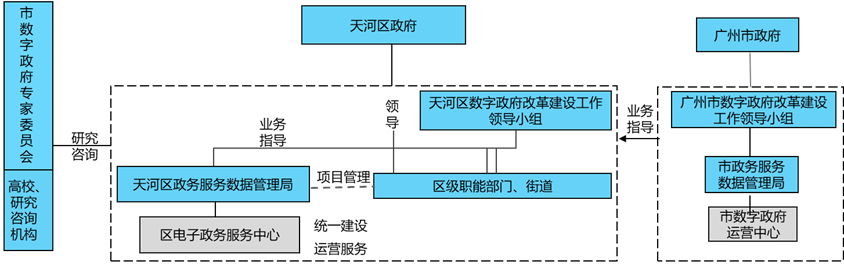 市数字政府专家委员会
高校、
研究
咨询
机构
研究
咨询
天河区政府
领导
天河区数字政府改革建设工作
领导小组
业务
指导
天河区政务服务数据管理局
项目管理
区级职能部门、街道
区电子政务服务中心
统一建设
运营服务
业务
指导
广州市政府
广州市数字政府改革建设
工作领导小组
市政务服务
数据管理局
市数字政府
运营中心